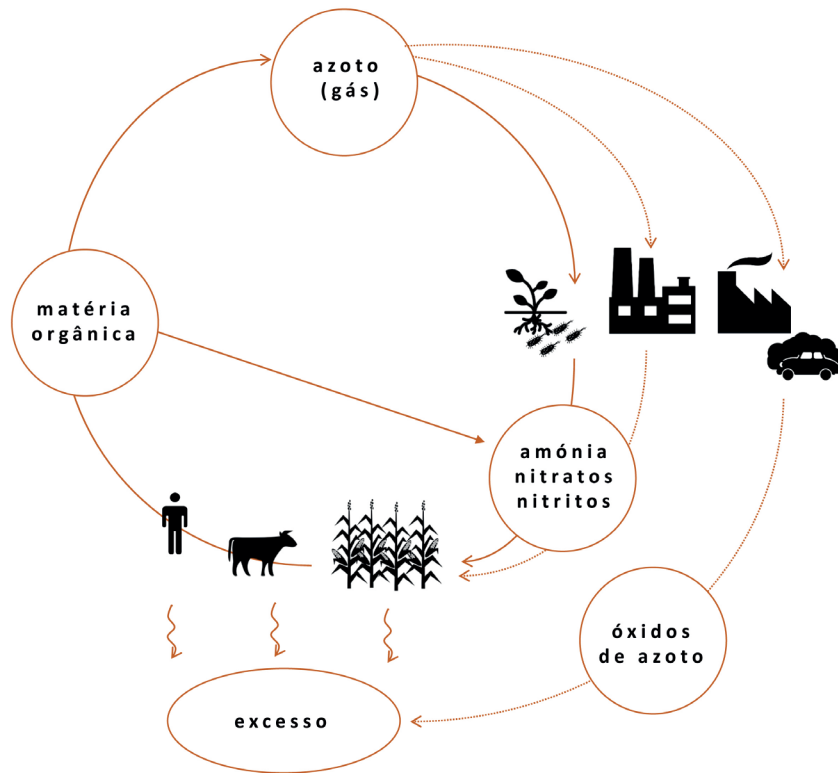 azoto
(gás)
matéria
orgânica
amónia
nitratos
nitritos
óxidos
de azoto
excesso